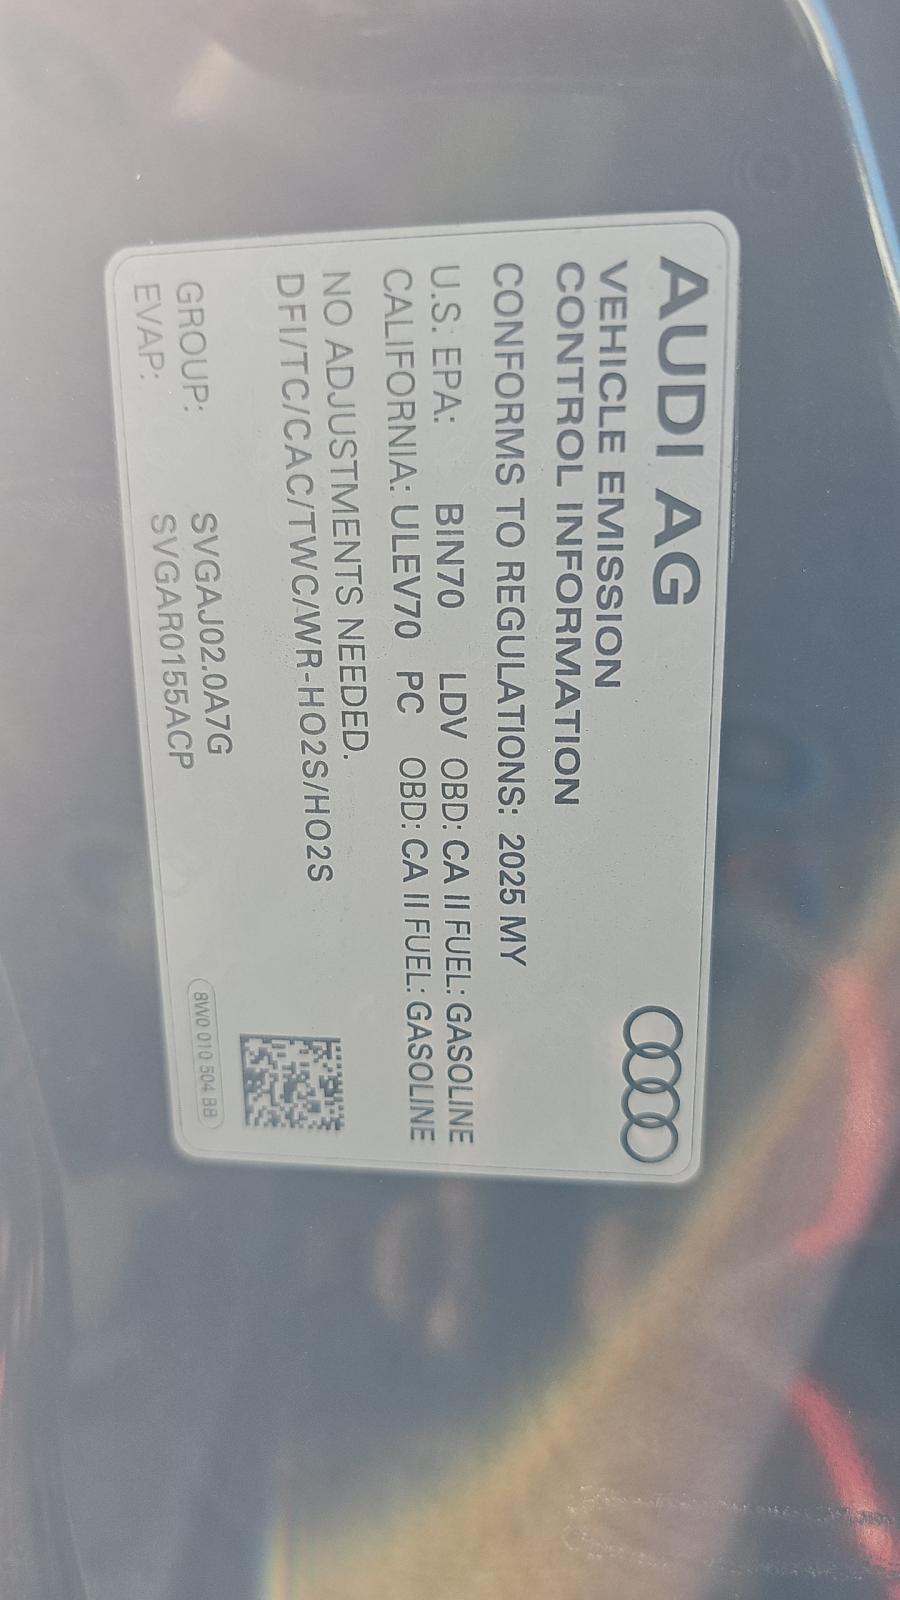 AUDI AG
VEHICLE EMISSION
CONTROL INFORMATION
CONFORMS TO REGULATIONS: 2025 MY
U.S. EPA: BIN70 LDV OBD: CA II FUEL: GASOLINE
CALIFORNIA: ULEV70 PC OBD: CA II FUEL: GASOLINE
NO ADJUSTMENTS NEEDED.
DFI/TC/CAC/TWC/WR-HO2S/HO2S
GROUP: SVGAJ02.0A7G
EVAP: SVGAR0155ACP
8W0 010 504 BB